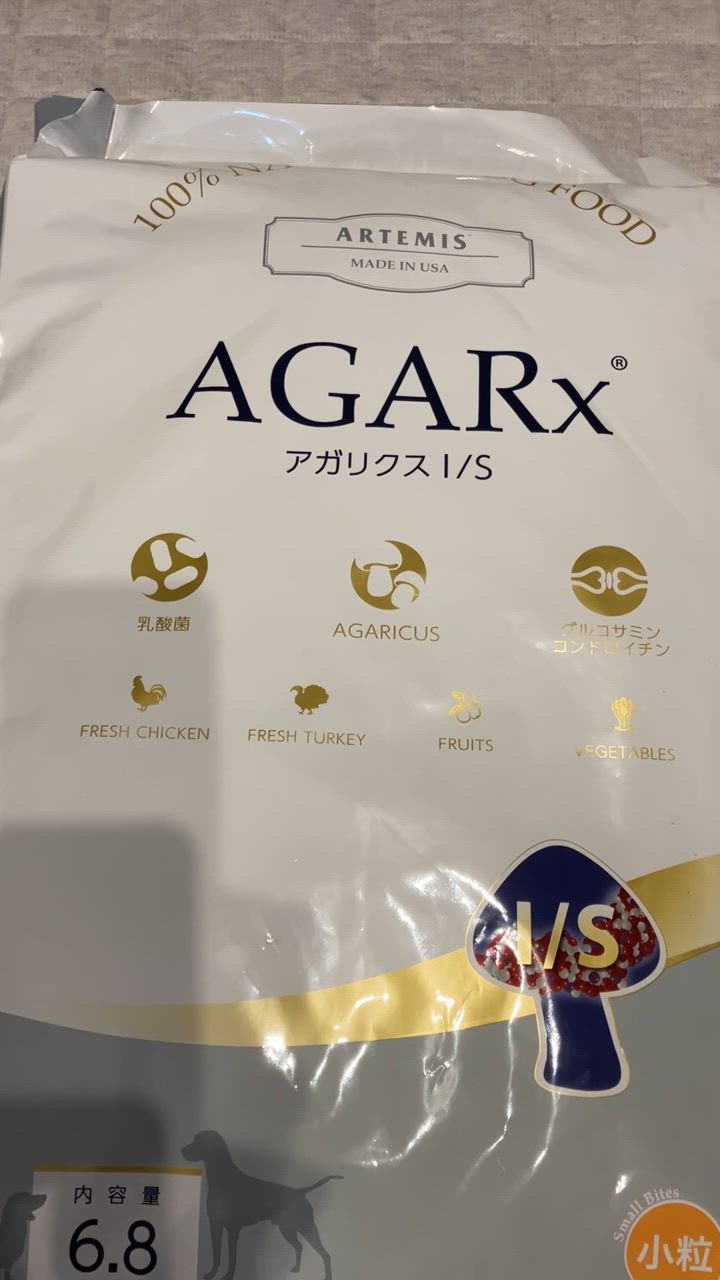 100% FOOD
ARTEMIS
MADE IN USA
AGARx®
アガリクス I/S
乳酸菌
AGARICUS
グルコサミン
コンドロイチン
FRESH CHICKEN
FRESH TURKEY
FRUITS
VEGETABLES
I/S
内容量
6.8
Small Bites
小粒